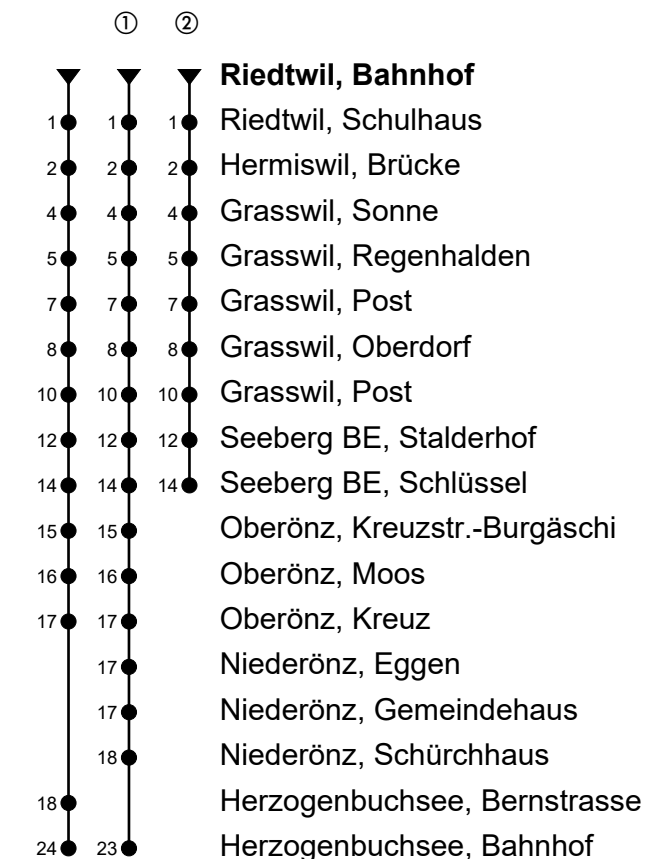 ① ②
Riedtwil, Bahnhof
1 1 1 Riedtwil, Schulhaus
2 2 2 Hermiswil, Brücke
4 4 4 Grasswil, Sonne
5 5 5 Grasswil, Regenhalden
7 7 7 Grasswil, Post
8 8 8 Grasswil, Oberdorf
10 10 10 Grasswil, Post
12 12 12 Seeberg BE, Stalderhof
14 14 14 Seeberg BE, Schlüssel
15 15 Oberönz, Kreuzstr.-Burgäschi
16 16 Oberönz, Moos
17 17 Oberönz, Kreuz
17 Niederönz, Eggen
17 Niederönz, Gemeindehaus
18 Niederönz, Schürchhaus
18 Herzogenbuchsee, Bernstrasse
24 23 Herzogenbuchsee, Bahnhof